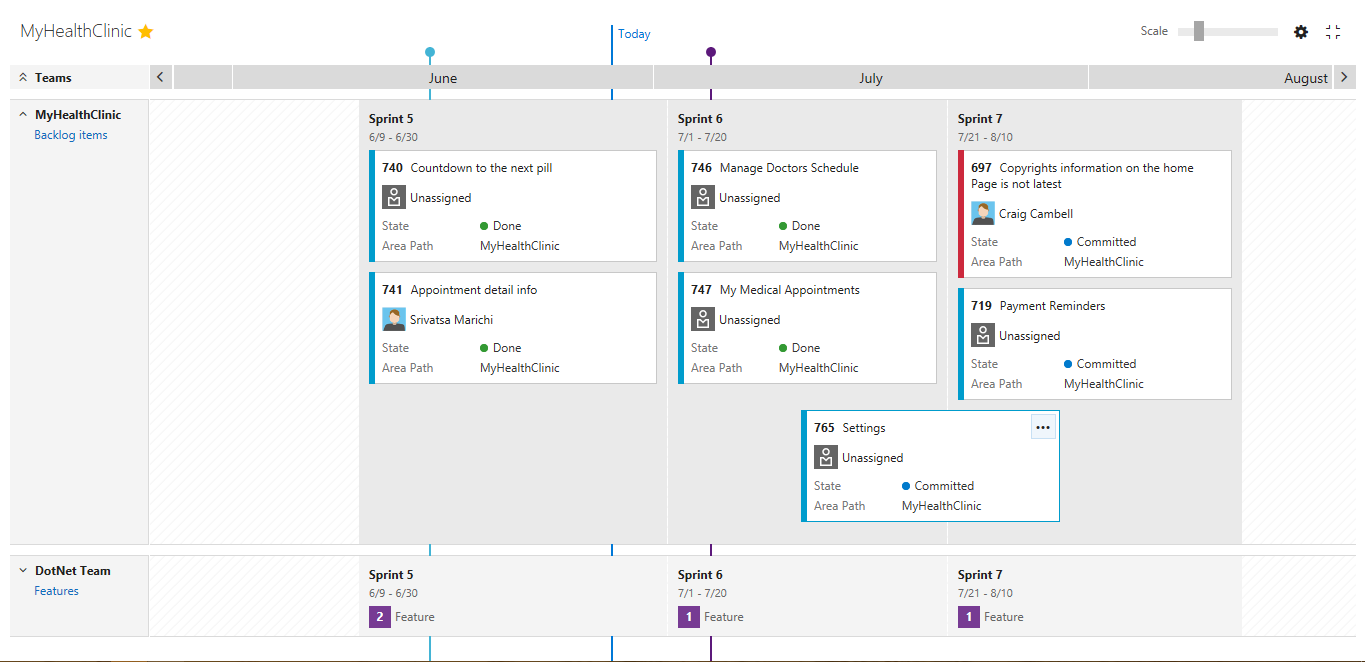 MyHealthClinic
Today
Scale
Teams
June
July
August
MyHealthClinic
Backlog items
Sprint 5
6/9 - 6/30
740 Countdown to the next pill
Unassigned
State Done
Area Path MyHealthClinic
741 Appointment detail info
Srivatsa Marichi
State Done
Area Path MyHealthClinic
Sprint 6
7/1 - 7/20
746 Manage Doctors Schedule
Unassigned
State Done
Area Path MyHealthClinic
747 My Medical Appointments
Unassigned
State Done
Area Path MyHealthClinic
Sprint 7
7/21 - 8/10
697 Copyrights information on the home
Page is not latest
Craig Cambell
State Committed
Area Path MyHealthClinic
719 Payment Reminders
Unassigned
State Committed
Area Path MyHealthClinic
765 Settings
Unassigned
State Committed
Area Path MyHealthClinic
DotNet Team
Features
Sprint 5
6/9 - 6/30
2 Feature
Sprint 6
7/1 - 7/20
1 Feature
Sprint 7
7/21 - 8/10
1 Feature